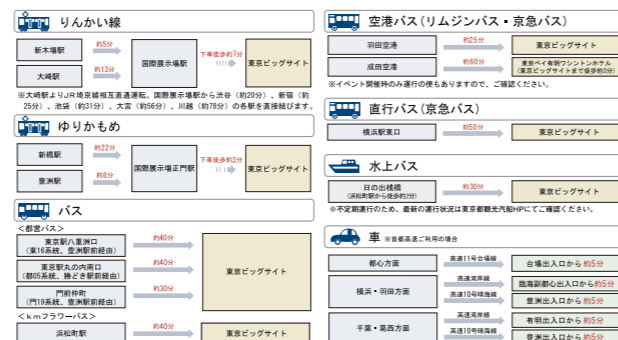 りんかい線
新木場駅
約5分
大崎駅
約13分
国際展示場駅
下車徒歩約7分
東京ビッグサイト
※大崎駅よりJR埼京線相互直通運転。国際展示場駅から渋谷（約20分）、新宿（約
25分）、池袋（約31分）、大宮（約56分）、川越（約78分）の各駅を直接結びます。
ゆりかもめ
新橋駅
約22分
豊洲駅
約8分
国際展示場正門駅
下車徒歩約3分
東京ビッグサイト
バス
＜都営バス＞
東京駅八重洲口
（東16系統、豊洲駅前経由）
約40分
東京駅丸の内南口
（都05系統、勝どき駅前経由）
約40分
門前仲町
（門19系統、豊洲駅前経由）
約30分
東京ビッグサイト
＜kmフラワーバス＞
浜松町駅
約40分
東京ビッグサイト
空港バス（リムジンバス・京急バス）
羽田空港
約25分
東京ビッグサイト
成田空港
約60分
東京ベイ有明ワシントンホテル
（東京ビッグサイトまで徒歩約3分）
※イベント開催時のみ運行の便もありますので、ご確認ください。
直行バス（京急バス）
横浜駅東口
約50分
東京ビッグサイト
水上バス
日の出桟橋
（浜松町駅から徒歩約7分）
約30分
東京ビッグサイト
※不定期運行のため、最新の運行状況は東京都観光汽船HPにてご確認ください。
車 ※首都高速ご利用の場合
都心方面
高速11号台場線
台場出入口から約5分
横浜・羽田方面
高速湾岸線
臨海副都心出入口から約5分
高速10号晴海線
豊洲出入口から約5分
千葉・葛西方面
高速湾岸線
有明出入口から約5分
高速10号晴海線
豊洲出入口から約5分